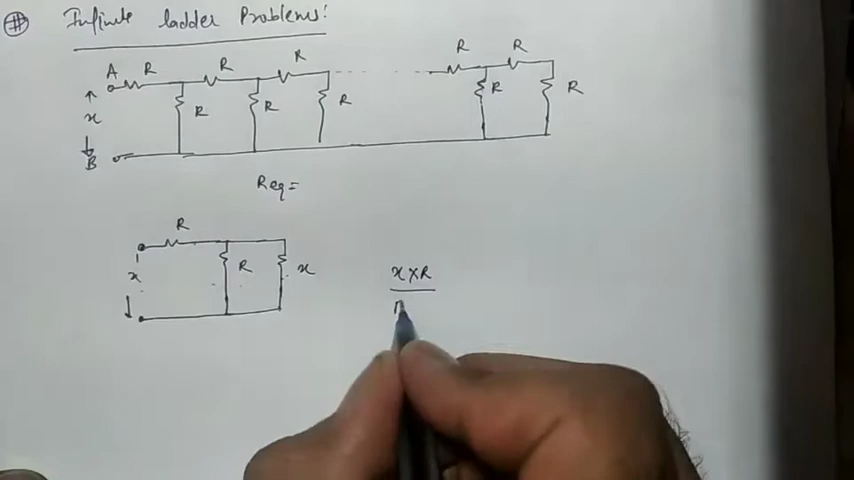 # Infinite ladder Problems!
A R R R R R
x R R R R R
B
Req=
R
x R x
x×R